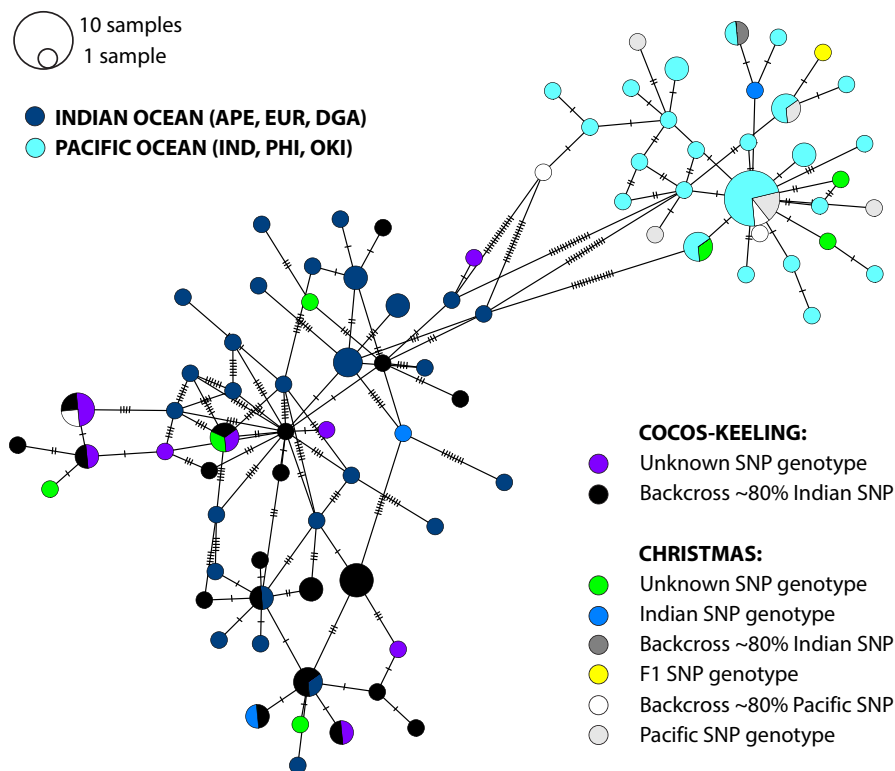 10 samples
1 sample
INDIAN OCEAN (APE, EUR, DGA)
PACIFIC OCEAN (IND, PHI, OKI)
COCOS-KEELING:
Unknown SNP genotype
Backcross ~80% Indian SNP
CHRISTMAS:
Unknown SNP genotype
Indian SNP genotype
Backcross ~80% Indian SNP
F1 SNP genotype
Backcross ~80% Pacific SNP
Pacific SNP genotype